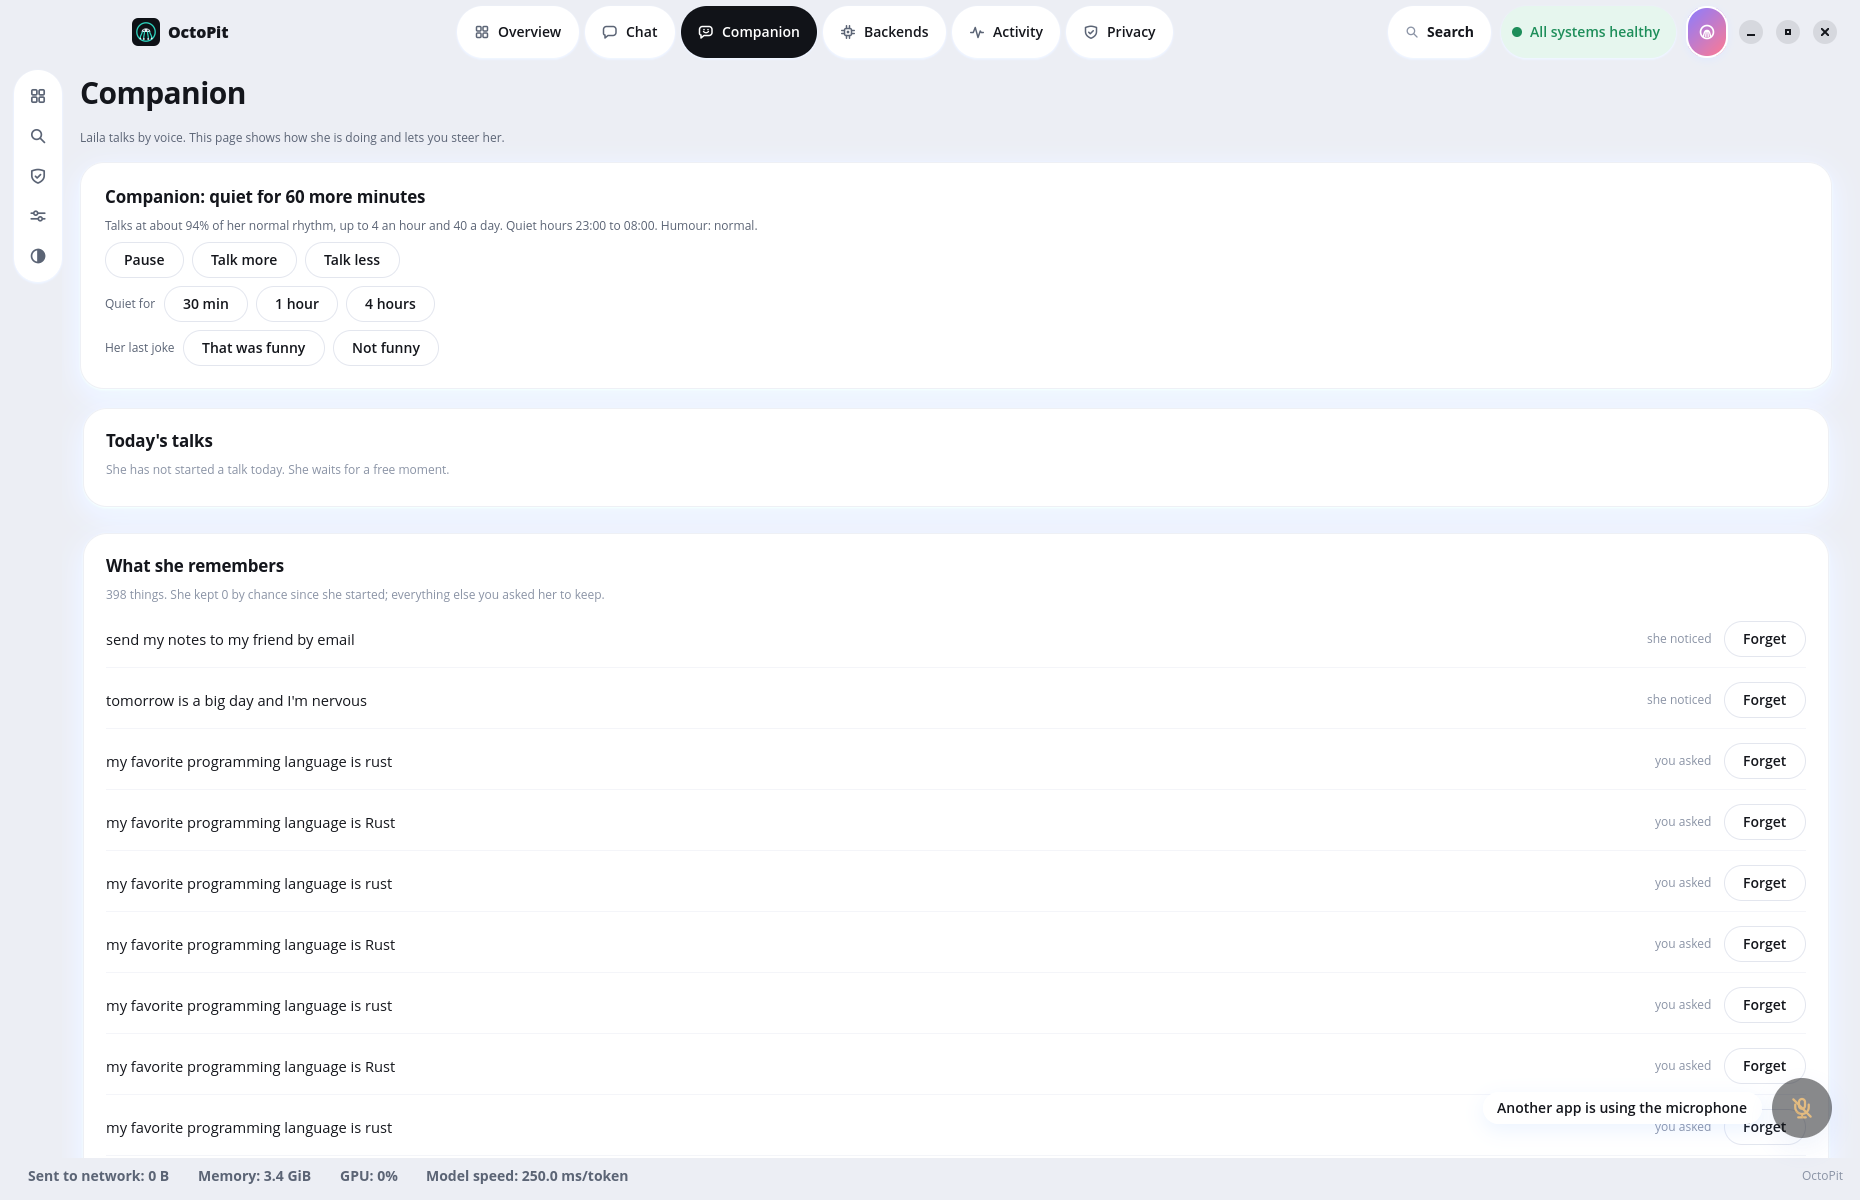 OctoPit
Overview
Chat
Companion
Backends
Activity
Privacy
Search
All systems healthy
Companion
Laila talks by voice. This page shows how she is doing and lets you steer her.
Companion: quiet for 60 more minutes
Talks at about 94% of her normal rhythm, up to 4 an hour and 40 a day. Quiet hours 23:00 to 08:00. Humour: normal.
Pause
Talk more
Talk less
Quiet for
30 min
1 hour
4 hours
Her last joke
That was funny
Not funny
Today's talks
She has not started a talk today. She waits for a free moment.
What she remembers
398 things. She kept 0 by chance since she started; everything else you asked her to keep.
send my notes to my friend by email
she noticed
Forget
tomorrow is a big day and I'm nervous
she noticed
Forget
my favorite programming language is rust
you asked
Forget
my favorite programming language is Rust
you asked
Forget
my favorite programming language is rust
you asked
Forget
my favorite programming language is Rust
you asked
Forget
my favorite programming language is rust
you asked
Forget
my favorite programming language is Rust
you asked
Forget
Another app is using the microphone
my favorite programming language is rust
you asked
Forget
Sent to network: 0 B
Memory: 3.4 GiB
GPU: 0%
Model speed: 250.0 ms/token
OctoPit